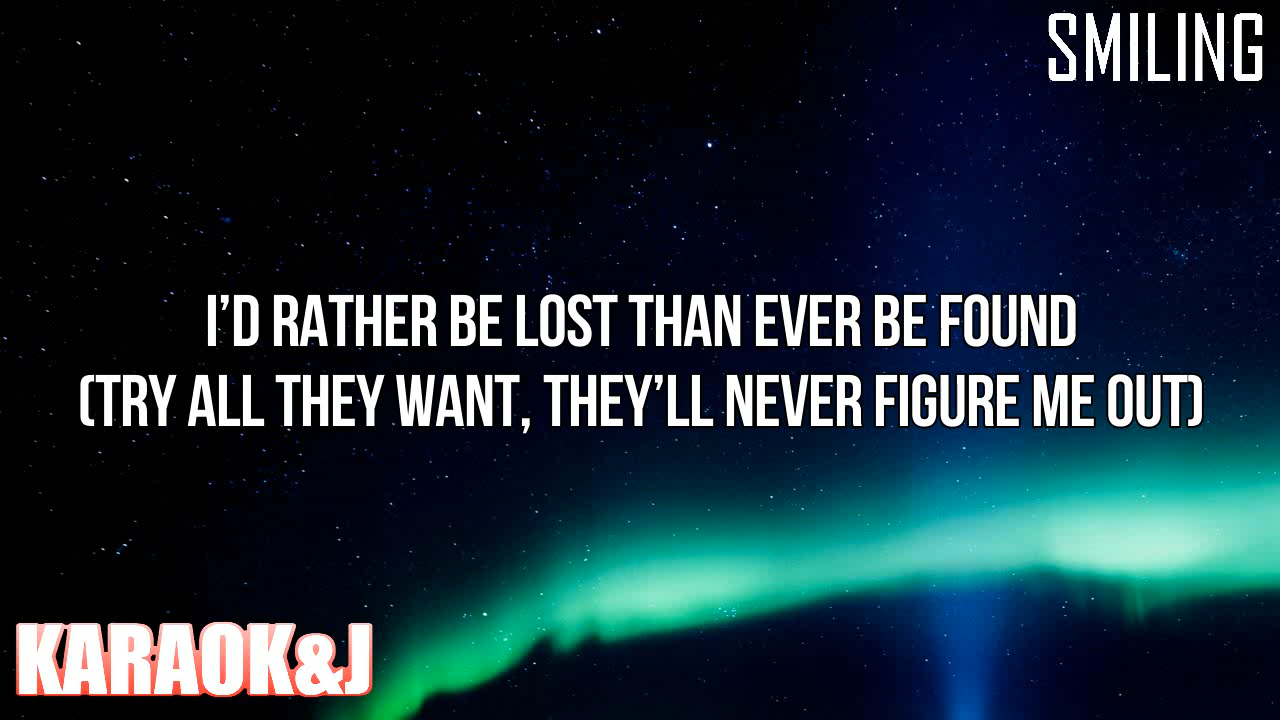 SMILING
I'D RATHER BE LOST THAN EVER BE FOUND
(TRY ALL THEY WANT, THEY'LL NEVER FIGURE ME OUT)
KARAOK&J